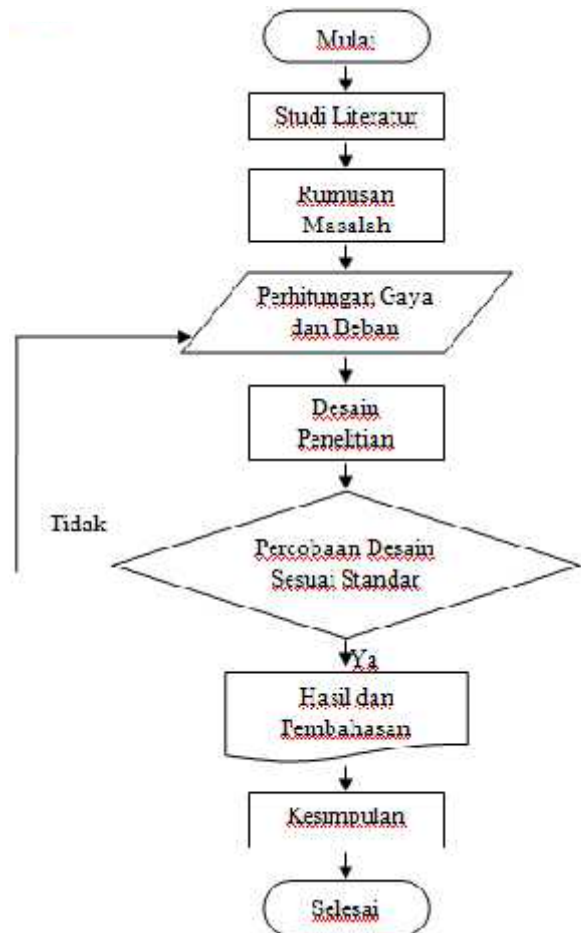 Mulai
Studi Literatur
Rumusan
Masalah
Perhitungan Gaya
dan Beban
Desain
Penelitian
Tidak
Percobaan Desain
Sesuai Standar
Ya
Hasil dan
Pembahasan
Kesimpulan
Selesai